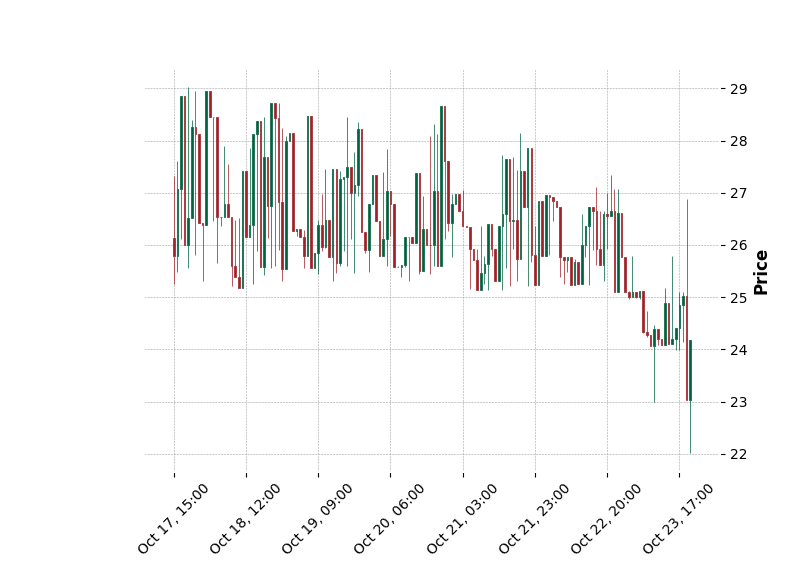 29
28
27
26
25
24
23
22
Price
Oct 17, 15:00
Oct 18, 12:00
Oct 19, 09:00
Oct 20, 06:00
Oct 21, 03:00
Oct 21, 23:00
Oct 22, 20:00
Oct 23, 17:00